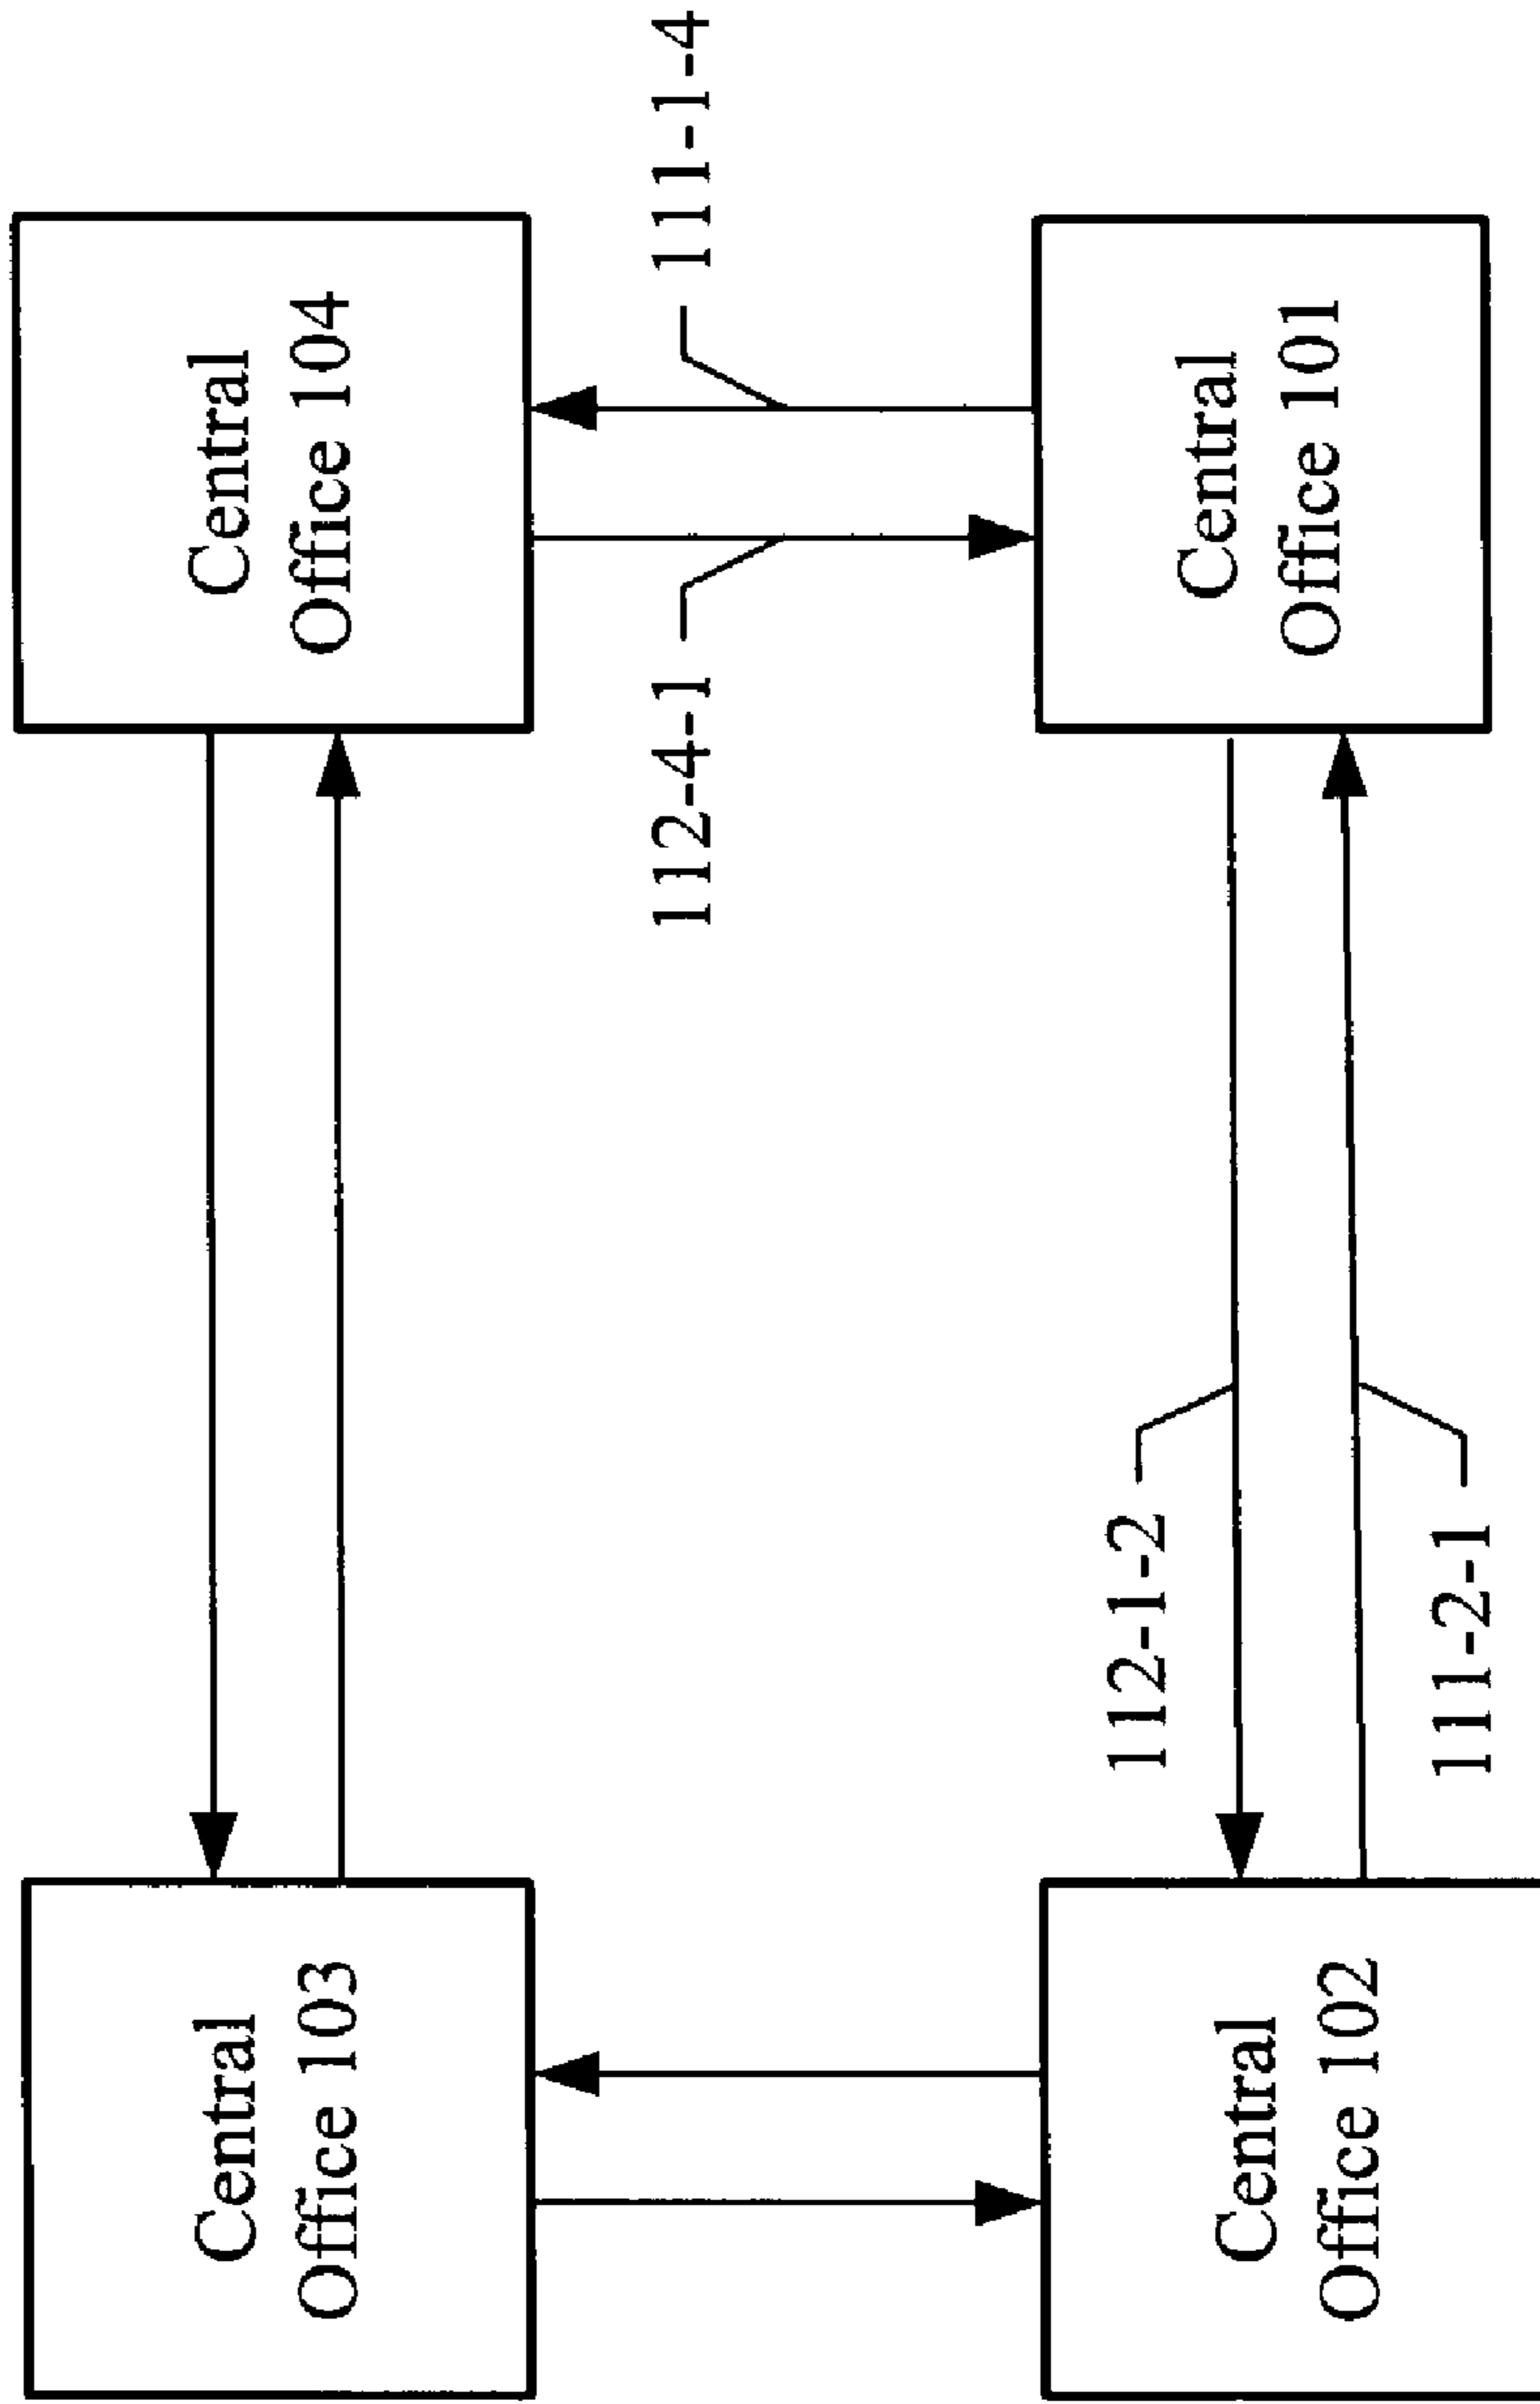 Central
Office 103
Central
Office 104
112-4-1
111-1-4
112-1-2
111-2-1
Central
Office 102
Central
Office 101